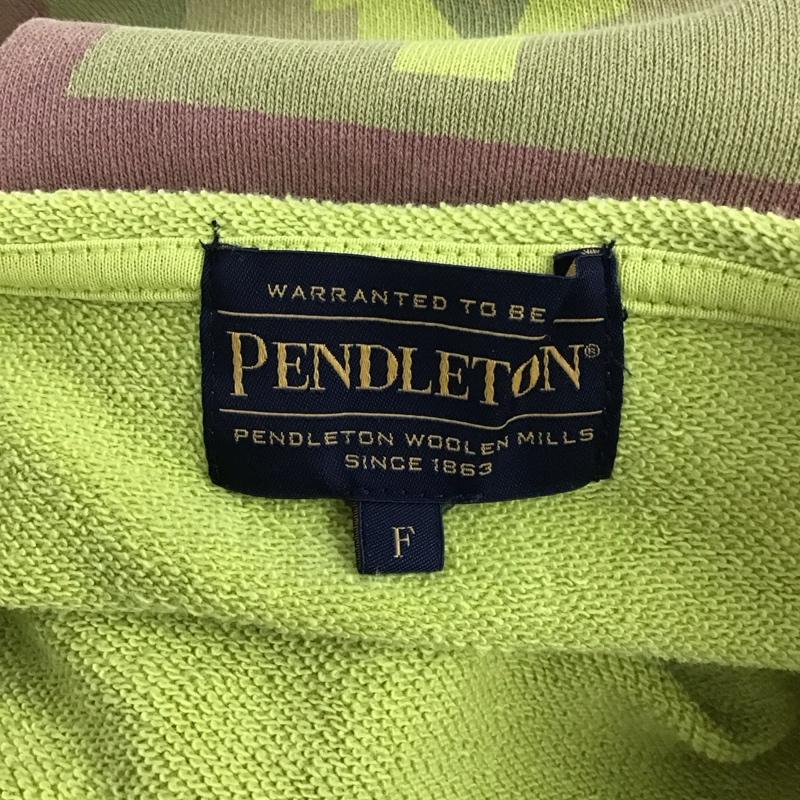 WARRANTED TO BE
PENDLETON®
PENDLETON WOOLEN MILLS
SINCE 1863
F